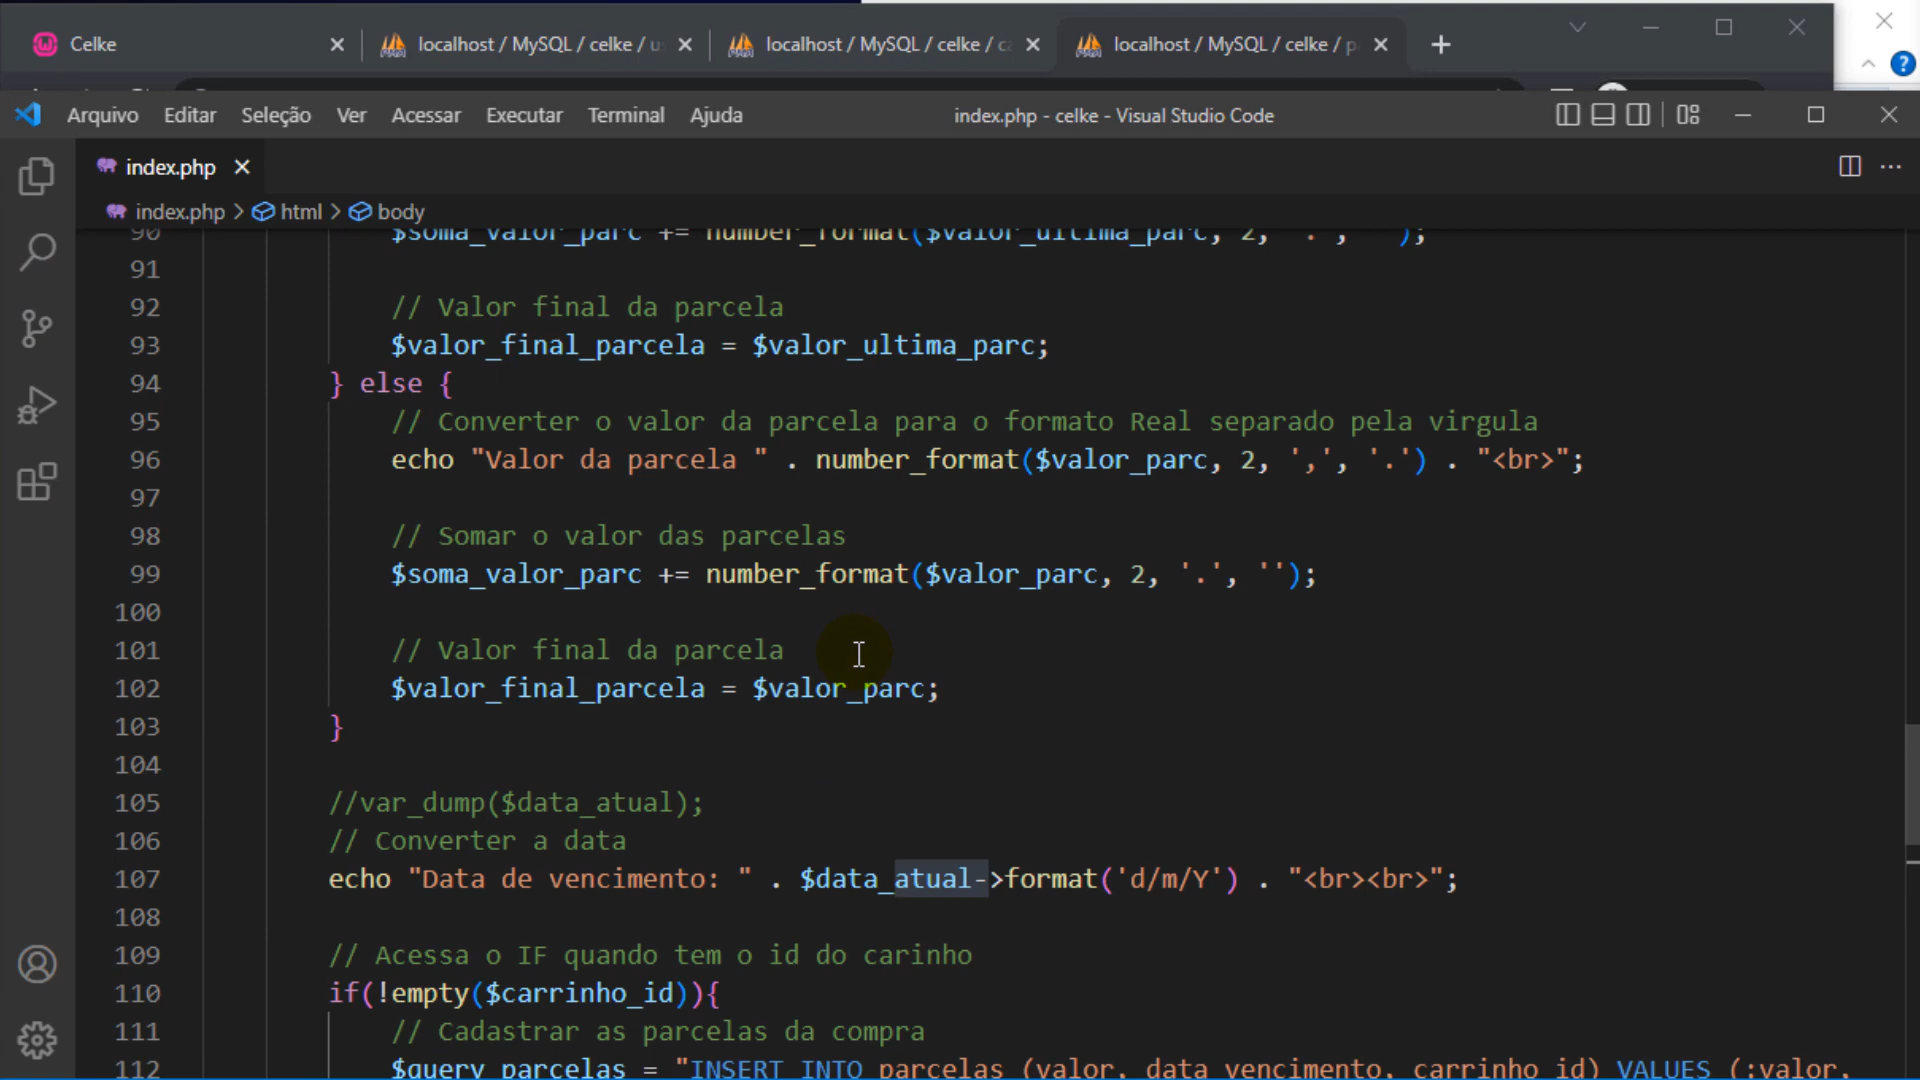 Celke
localhost / MySQL / celke / u
localhost / MySQL / celke / c
localhost / MySQL / celke / p
Arquivo Editar Seleção Ver Acessar Executar Terminal Ajuda
index.php - celke - Visual Studio Code
index.php
index.php > html > body
90 $soma_valor_parc += number_format($valor_ultima_parc, 2, '.', '');
91
92 // Valor final da parcela
93 $valor_final_parcela = $valor_ultima_parc;
94 } else {
95 // Converter o valor da parcela para o formato Real separado pela virgula
96 echo "Valor da parcela " . number_format($valor_parc, 2, ',', '.') . "<br>";
97
98 // Somar o valor das parcelas
99 $soma_valor_parc += number_format($valor_parc, 2, '.', '');
100
101 // Valor final da parcela
102 $valor_final_parcela = $valor_parc;
103 }
104
105 //var_dump($data_atual);
106 // Converter a data
107 echo "Data de vencimento: " . $data_atual->format('d/m/Y') . "<br><br>";
108
109 // Acessa o IF quando tem o id do carinho
110 if(!empty($carrinho_id)){
111 // Cadastrar as parcelas da compra
112 $query_parcelas = "INSERT INTO parcelas (valor, data_vencimento, carrinho_id) VALUES (:valor,